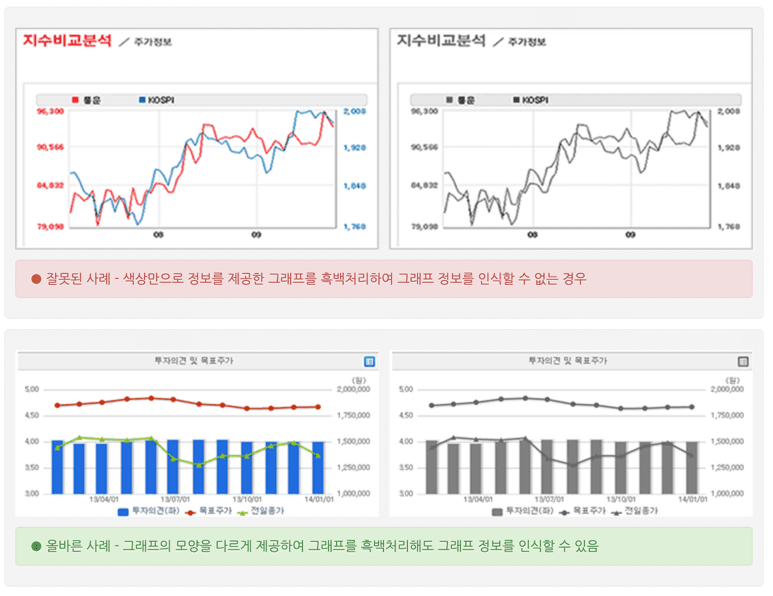 지수비교분석 / 주가정보
지수비교분석 / 주가정보
통운 KOSPI
통운 KOSPI
96,300 2,008
90,566 1,920
84,832 1,840
79,098 1,760
08 09
96,300 2,008
90,566 1,920
84,832 1,840
79,098 1,760
08 09
● 잘못된 사례 - 색상만으로 정보를 제공한 그래프를 흑백처리하여 그래프 정보를 인식할 수 없는 경우
투자의견 및 목표주가
투자의견 및 목표주가
(원)
5.00 2,000,000
4.50 1,750,000
4.00 1,500,000
3.50 1,250,000
3.00 1,000,000
13/04/01 13/07/01 13/10/01 14/01/01
투자의견(좌) 목표주가 전일종가
(원)
5.00 2,000,000
4.50 1,750,000
4.00 1,500,000
3.50 1,250,000
3.00 1,000,000
13/04/01 13/07/01 13/10/01 14/01/01
투자의견(좌) 목표주가 전일종가
● 올바른 사례 - 그래프의 모양을 다르게 제공하여 그래프를 흑백처리해도 그래프 정보를 인식할 수 있음